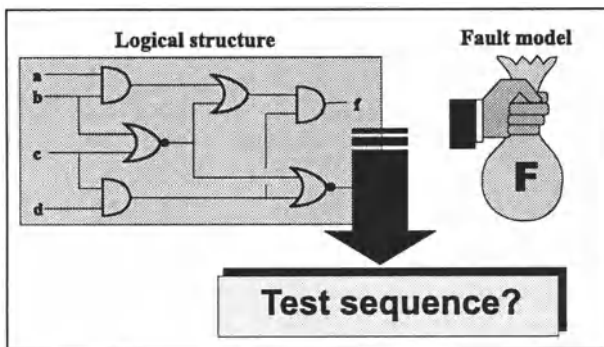 Logical structure
Fault model
a
b
f
c
d
F
Test sequence?